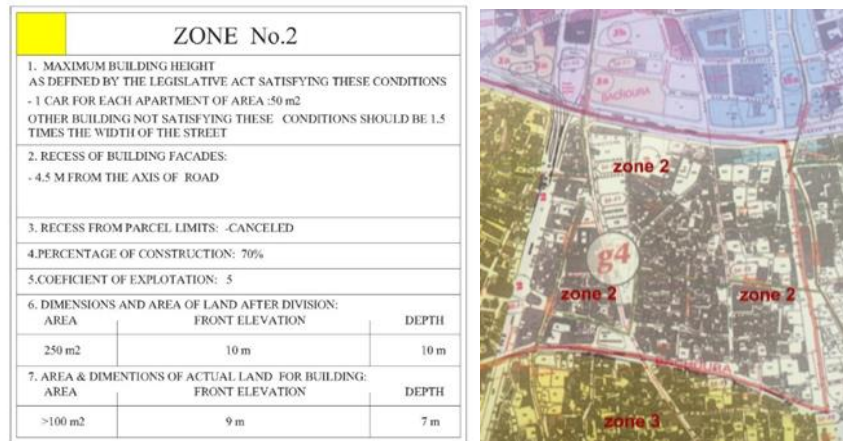 ZONE No.2
1. MAXIMUM BUILDING HEIGHT
AS DEFINED BY THE LEGISLATIVE ACT SATISFYING THESE CONDITIONS
- 1 CAR FOR EACH APARTMENT OF AREA :50 m2
OTHER BUILDING NOT SATISFYING THESE CONDITIONS SHOULD BE 1.5
TIMES THE WIDTH OF THE STREET
2. RECESS OF BUILDING FACADES:
- 4.5 M FROM THE AXIS OF ROAD
3. RECESS FROM PARCEL LIMITS: -CANCELED
4.PERCENTAGE OF CONSTRUCTION: 70%
5.COEFICIENT OF EXPLOTATION: 5
6. DIMENSIONS AND AREA OF LAND AFTER DIVISION:
AREA FRONT ELEVATION DEPTH
250 m2 10 m 10 m
7. AREA & DIMENTIONS OF ACTUAL LAND FOR BUILDING:
AREA FRONT ELEVATION DEPTH
>100 m2 9 m 7 m
BACHOURA
zone 2
g4
zone 2
zone 2
BACHOURA
zone 3